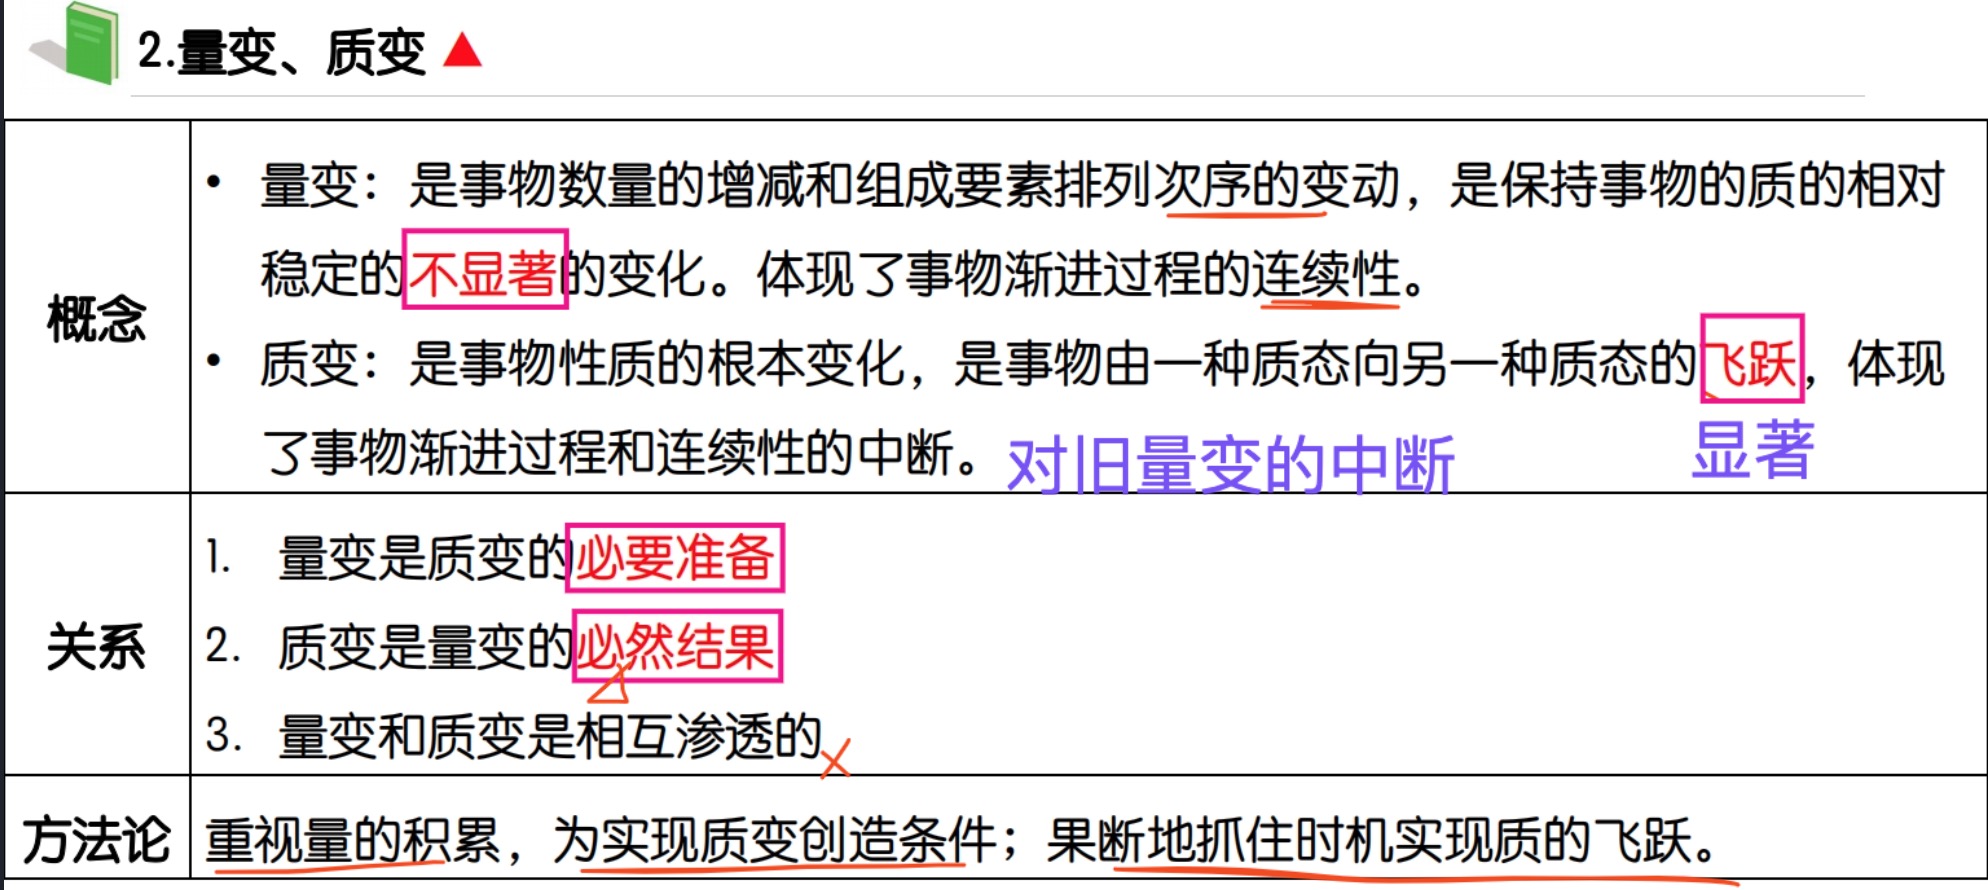 2.量变、质变
概念
• 量变：是事物数量的增减和组成要素排列次序的变动，是保持事物的质的相对
稳定的不显著的变化。体现了事物渐进过程的连续性。
• 质变：是事物性质的根本变化，是事物由一种质态向另一种质态的飞跃，体现
了事物渐进过程和连续性的中断。对旧量变的中断 显著
关系
1. 量变是质变的必要准备
2. 质变是量变的必然结果
3. 量变和质变是相互渗透的
方法论
重视量的积累，为实现质变创造条件；果断地抓住时机实现质的飞跃。